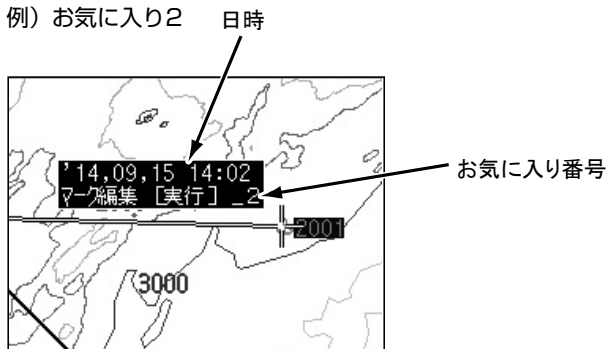 例）お気に入り2
日時
'14,09,15 14:02
マーク編集 [実行] _2
お気に入り番号
2001
3000